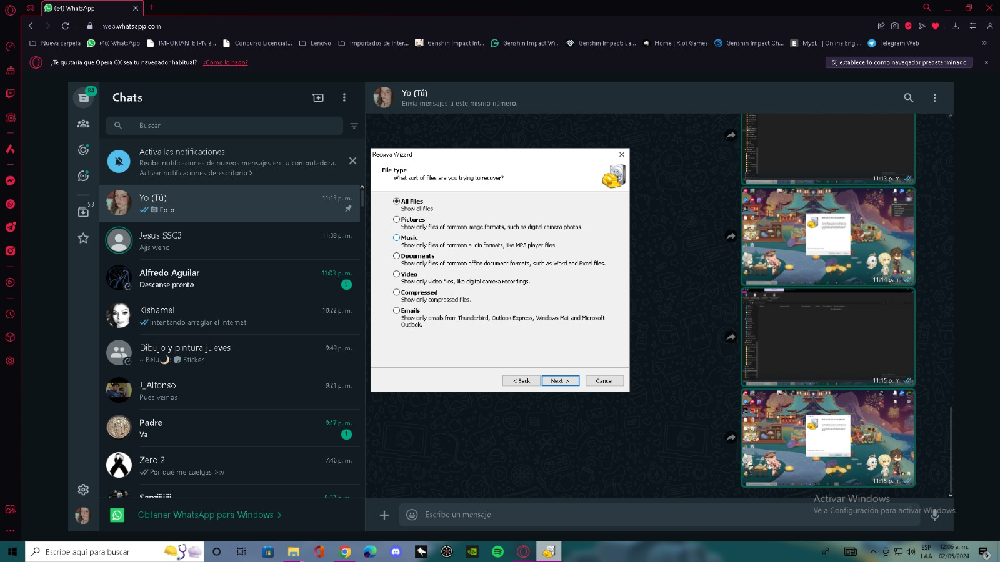 (84) WhatsApp
web.whatsapp.com
Nueva carpeta
(46) WhatsApp
IMPORTANTE IPN 2...
Concurso Licenciat...
Lenovo
Importados de Inter...
Genshin Impact Int...
Genshin Impact Wi...
Genshin Impact: La...
Home | Riot Games
Genshin Impact Ch...
MyELT | Online Engl...
Telegram Web
¿Te gustaría que Opera GX sea tu navegador habitual? ¿Cómo lo hago?
Sí, establecerlo como navegador predeterminado
84
53
Chats
Buscar
Activa las notificaciones
Recibe notificaciones de nuevos mensajes en tu computadora.
Activar notificaciones de escritorio >
Yo (Tú)
11:15 p. m.
Foto
Jesus SSC3
11:08 p. m.
Ajjs weno
Alfredo Aguilar
11:03 p. m.
Descanse pronto
5
Kishamel
10:22 p. m.
Intentando arreglar el internet
Dibujo y pintura jueves
9:49 p. m.
~ Belu🌙: Sticker
J_Alfonso
9:21 p. m.
Pues vemos
Padre
9:17 p. m.
Va
1
Zero 2
7:46 p. m.
Por qué me cuelgas >:v
Obtener WhatsApp para Windows >
Yo (Tú)
Envía mensajes a este mismo número.
11:13 p. m.
11:14 p. m.
11:15 p. m.
11:15 p. m.
Recuva Wizard
File type
What sort of files are you trying to recover?
All Files
Show all files.
Pictures
Show only files of common image formats, such as digital camera photos.
Music
Show only files of common audio formats, like MP3 player files.
Documents
Show only files of common office document formats, such as Word and Excel files.
Video
Show only video files, like digital camera recordings.
Compressed
Show only compressed files.
Emails
Show only emails from Thunderbird, Outlook Express, Windows Mail and Microsoft
Outlook.
< Back
Next >
Cancel
Escribe un mensaje
Activar Windows
Ve a Configuración para activar Windows.
Escribe aquí para buscar
ESP
LAA
12:06 a. m.
02/05/2024
6